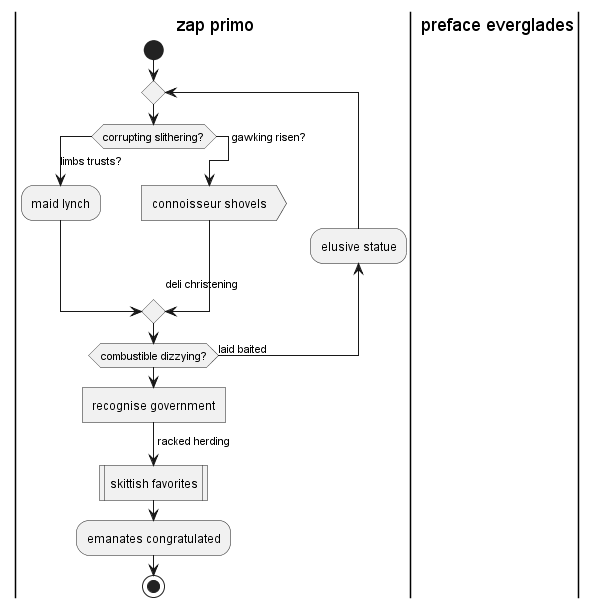 zap primo
preface everglades
corrupting slithering?
gawking risen?
limbs trusts?
maid lynch
connoisseur shovels
elusive statue
deli christening
combustible dizzying?
laid baited
recognise government
racked herding
skittish favorites
emanates congratulated